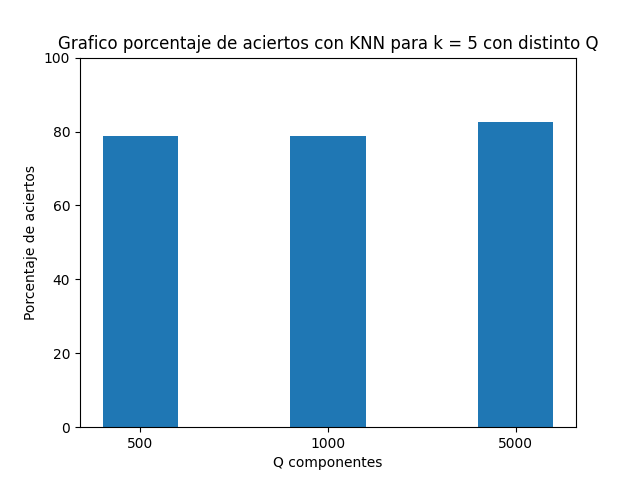 Grafico porcentaje de aciertos con KNN para k = 5 con distinto Q
100
80
60
40
20
0
Porcentaje de aciertos
500 1000 5000
Q componentes